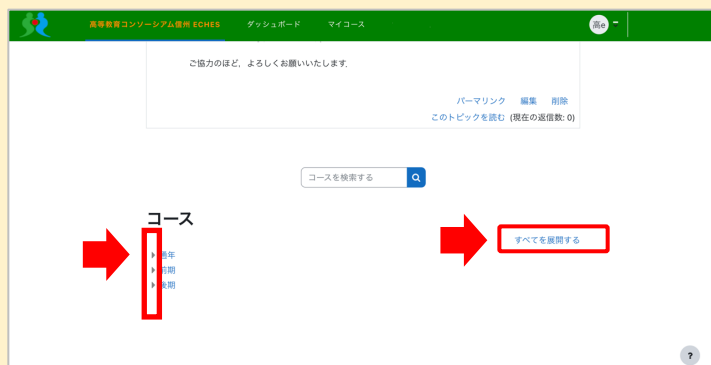 高等教育コンソーシアム信州 ECHES ダッシュボード マイコース 高e
ご協力のほど、よろしくお願いいたします.
パーマリンク 編集 削除
このトピックを読む (現在の返信数: 0)
コースを検索する
コース
すべてを展開する
通年
前期
後期
?